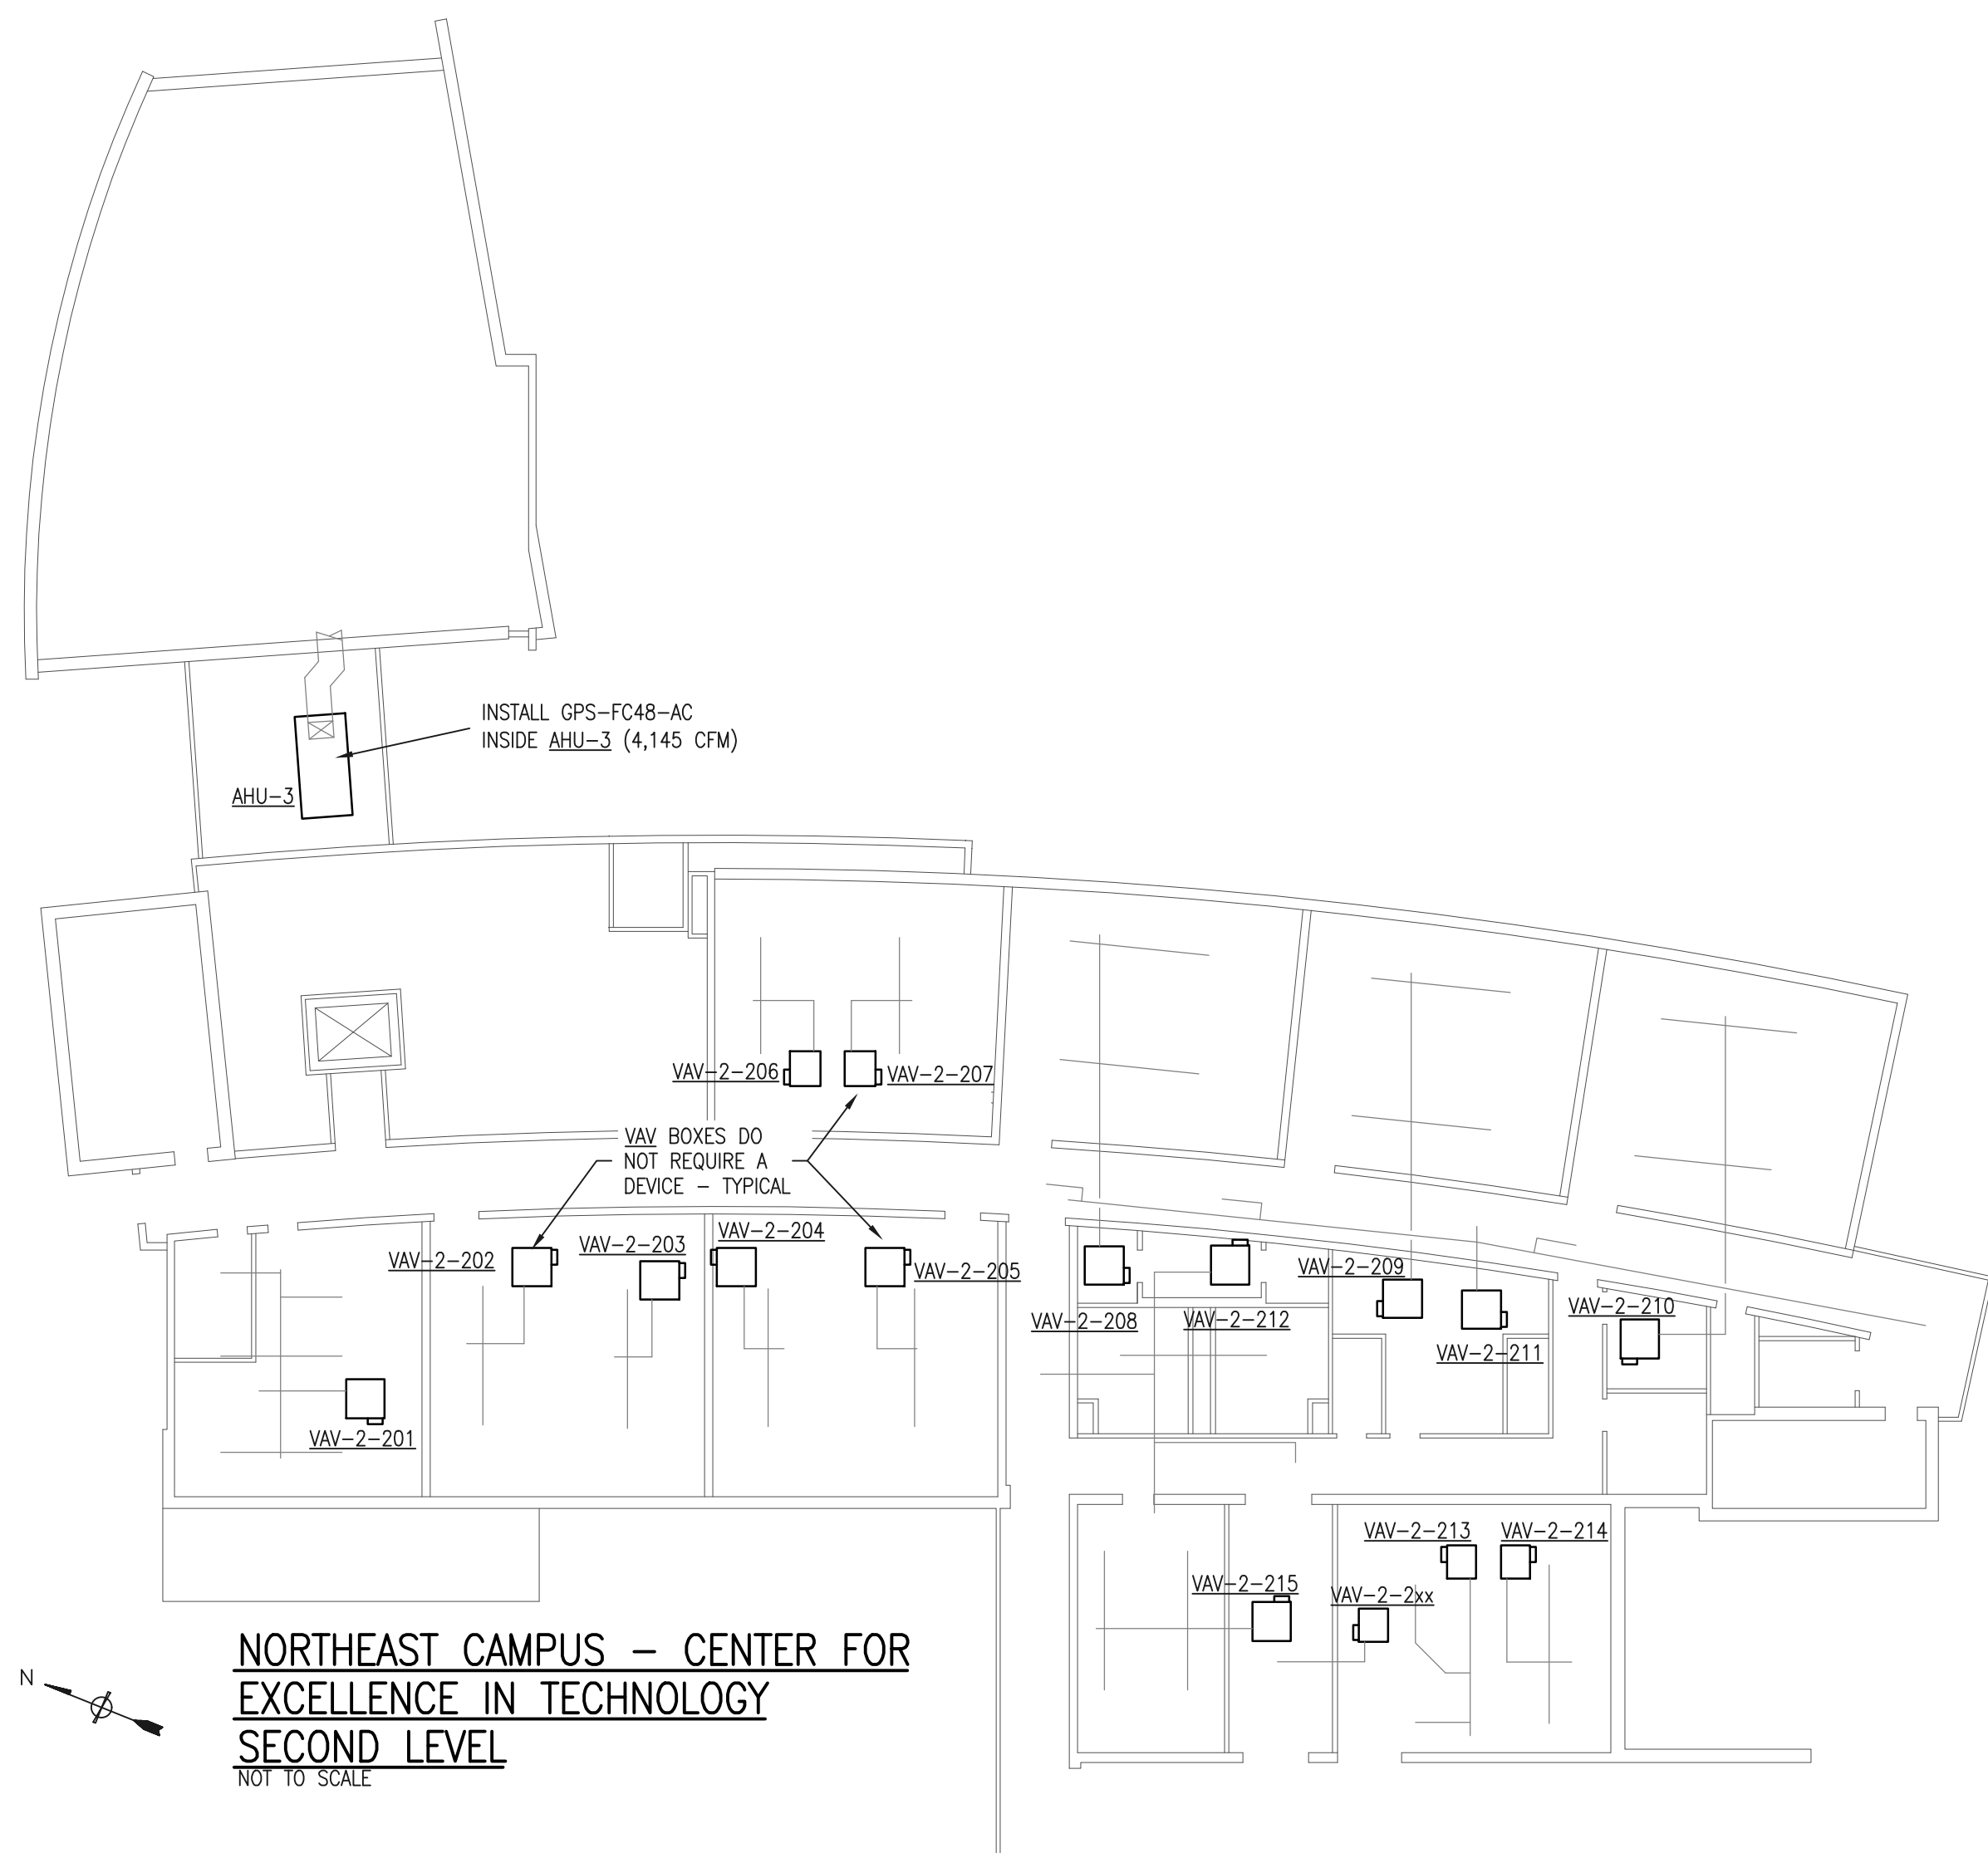 INSTALL GPS-FC48-AC
INSIDE AHU-3 (4,145 CFM)
AHU-3
VAV-2-206
VAV-2-207
VAV BOXES DO
NOT REQUIRE A
DEVICE - TYPICAL
VAV-2-202
VAV-2-203
VAV-2-204
VAV-2-205
VAV-2-201
VAV-2-208
VAV-2-212
VAV-2-209
VAV-2-211
VAV-2-210
VAV-2-213
VAV-2-214
VAV-2-215
VAV-2-2xx
N
NORTHEAST CAMPUS - CENTER FOR
EXCELLENCE IN TECHNOLOGY
SECOND LEVEL
NOT TO SCALE